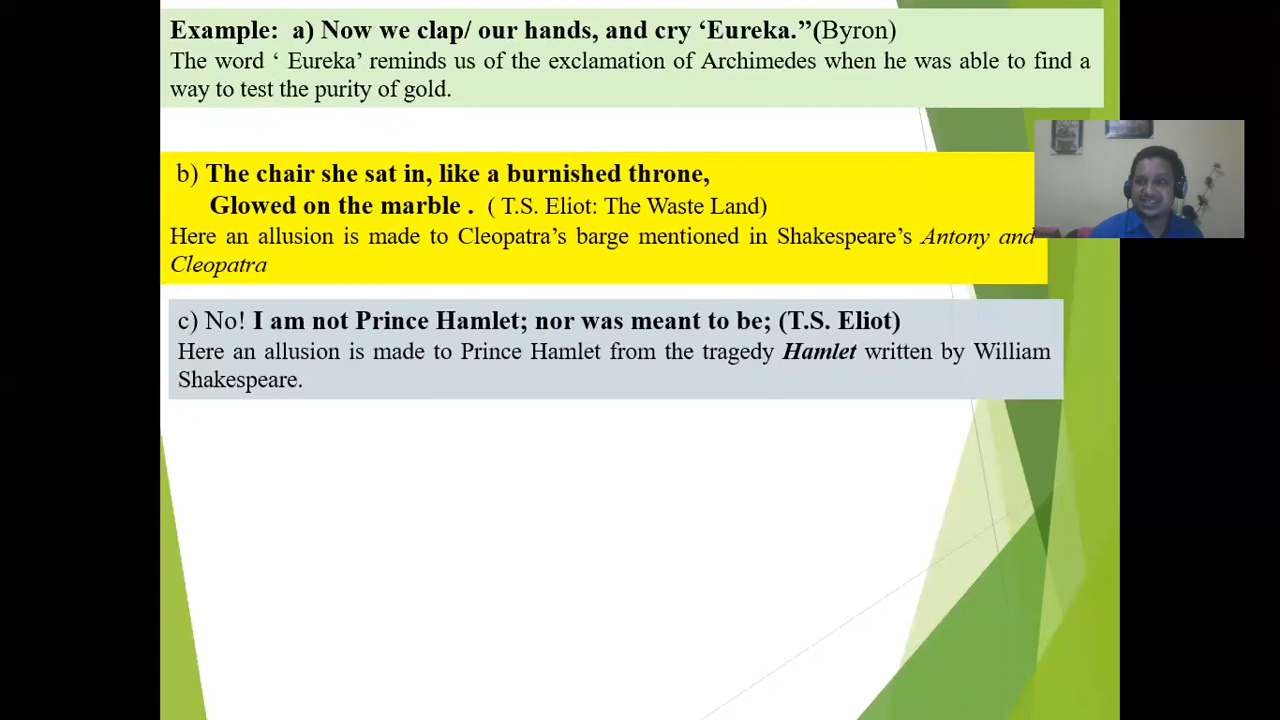 Example: a) Now we clap/ our hands, and cry ‘Eureka.”(Byron)
The word ‘ Eureka’ reminds us of the exclamation of Archimedes when he was able to find a
way to test the purity of gold.
b) The chair she sat in, like a burnished throne,
Glowed on the marble . ( T.S. Eliot: The Waste Land)
Here an allusion is made to Cleopatra’s barge mentioned in Shakespeare’s Antony and
Cleopatra
c) No! I am not Prince Hamlet; nor was meant to be; (T.S. Eliot)
Here an allusion is made to Prince Hamlet from the tragedy Hamlet written by William
Shakespeare.